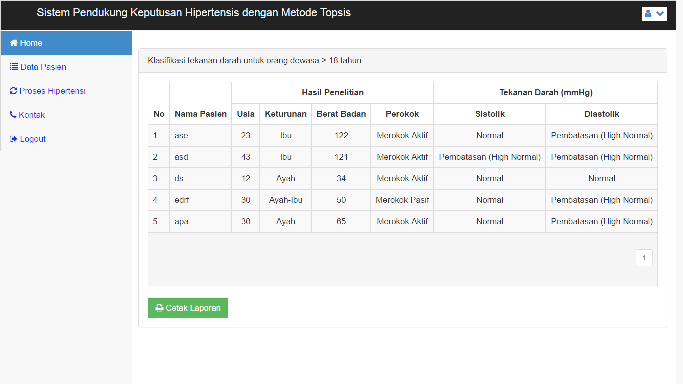 Sistem Pendukung Keputusan Hipertensis dengan Metode Topsis
Home
Data Pasien
Proses Hipertensi
Kontak
Logout
Klasifikasi tekanan darah untuk orang dewasa > 18 tahun
Hasil Penelitian Tekanan Darah (mmHg)
No Nama Pasien Usia Keturunan Berat Badan Perokok Sistolik Diastolik
1 ase 23 Ibu 122 Merokok Aktif Normal Pembatasan (High Normal)
2 asd 43 Ibu 121 Merokok Aktif Pembatasan (High Normal) Pembatasan (High Normal)
3 ds 12 Ayah 34 Merokok Aktif Normal Normal
4 edrf 30 Ayah-Ibu 50 Merokok Pasif Normal Pembatasan (High Normal)
5 apa 30 Ayah 65 Merokok Aktif Normal Pembatasan (High Normal)
1
Cetak Laporan